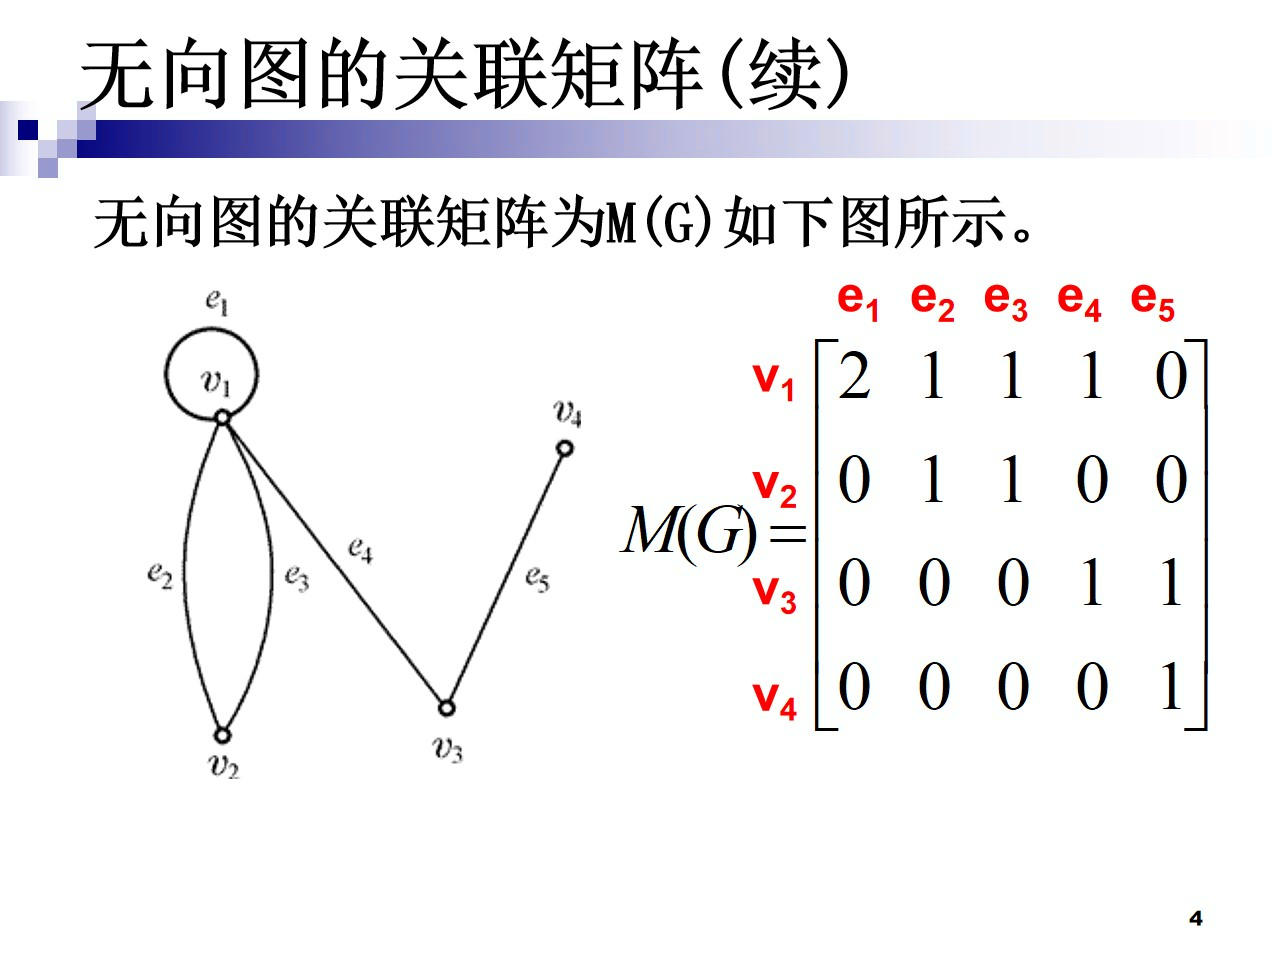 无向图的关联矩阵(续)
无向图的关联矩阵为M(G)如下图所示。
e1
v1
v4
e2
e3
e4
e5
v3
v2
e1 e2 e3 e4 e5
v1 2 1 1 1 0
v2 0 1 1 0 0
M(G)=
v3 0 0 0 1 1
v4 0 0 0 0 1
4